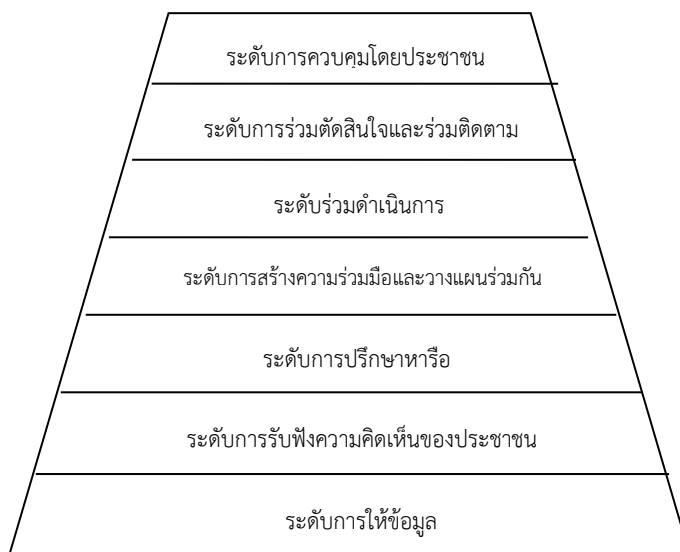 ระดับการควบคุมโดยประชาชน
ระดับการร่วมตัดสินใจและร่วมติดตาม
ระดับร่วมดำเนินการ
ระดับการสร้างความร่วมมือและวางแผนร่วมกัน
ระดับการปรึกษาหารือ
ระดับการรับฟังความคิดเห็นของประชาชน
ระดับการให้ข้อมูล